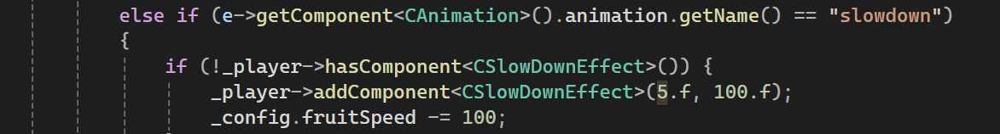 else if (e->getComponent<CAnimation>().animation.getName() == "slowdown")
{
if (!_player->hasComponent<CSlowDownEffect>()) {
_player->addComponent<CSlowDownEffect>(5.f, 100.f);
_config.fruitSpeed -= 100;